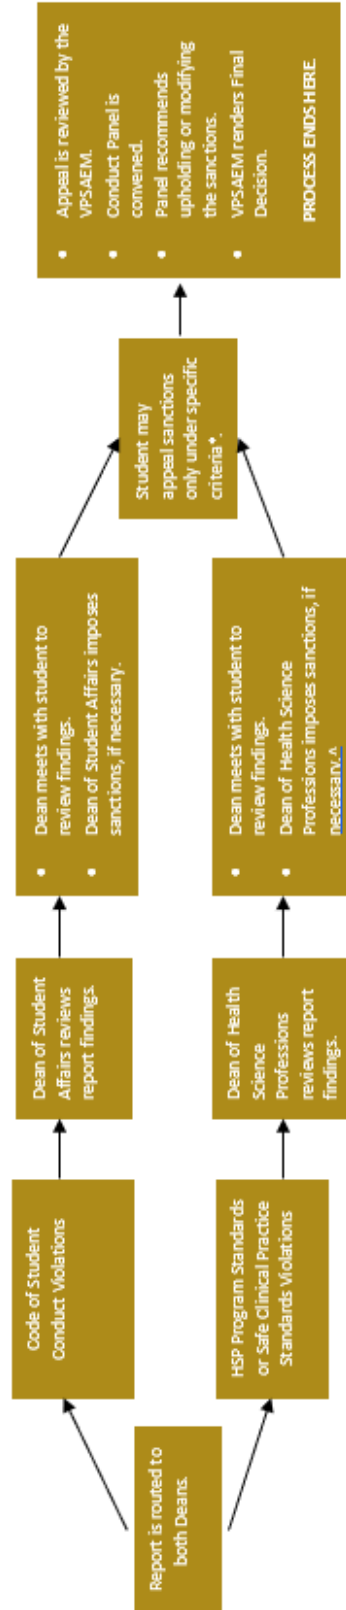 Report is routed to
both Deans.
Code of Student
Conduct Violations
Dean of Student
Affairs reviews
report findings.
• Dean meets with student to
review findings.
• Dean of Student Affairs imposes
sanctions, if necessary.
HSP Program Standards
or Safe Clinical Practice
Standards Violations
Dean of Health
Science
Professions
reviews report
findings.
• Dean meets with student to
review findings.
• Dean of Health Science
Professions imposes sanctions, if
necessary.^
Student may
appeal sanctions
only under specific
criteria*.
• Appeal is reviewed by the
VPSAEM.
• Conduct Panel is
convened.
• Panel recommends
upholding or modifying
the sanctions.
• VPSAEM renders Final
Decision.
PROCESS ENDS HERE.